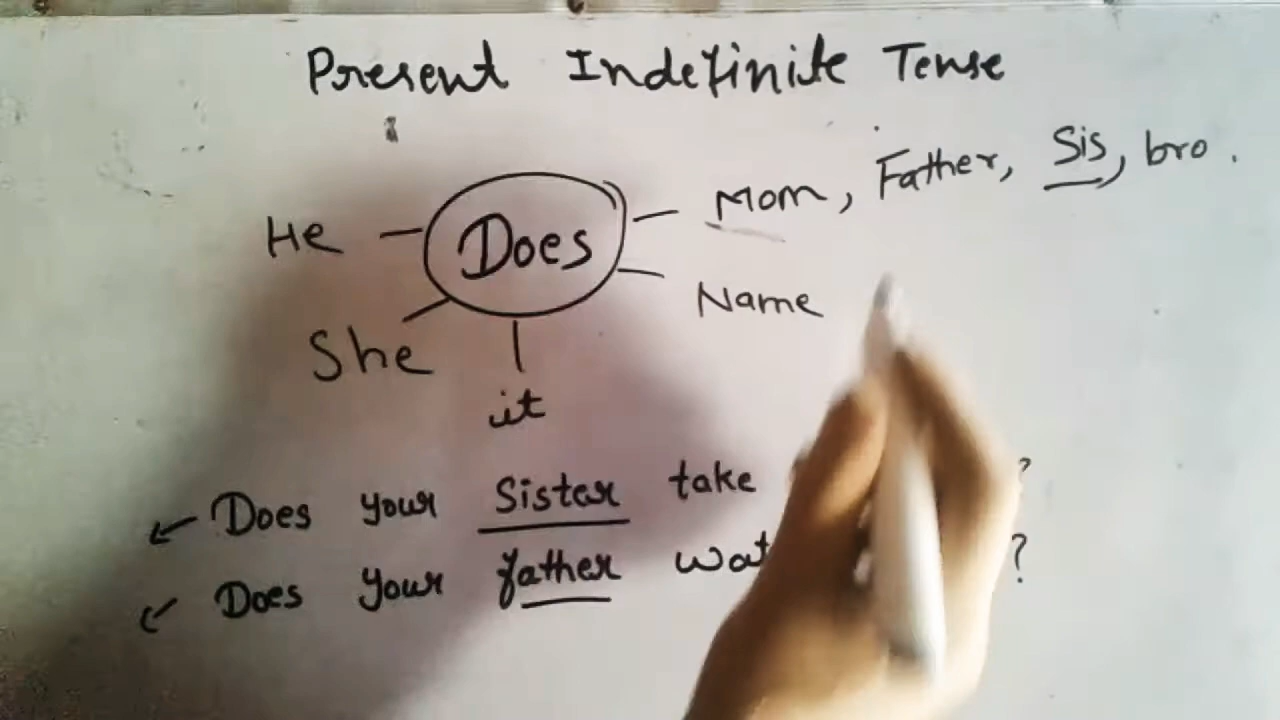 Present Indefinite Tense
Mom, Father, Sis, bro.
He - Does
Name
She
it
Does your Sister take ?
Does your father ?